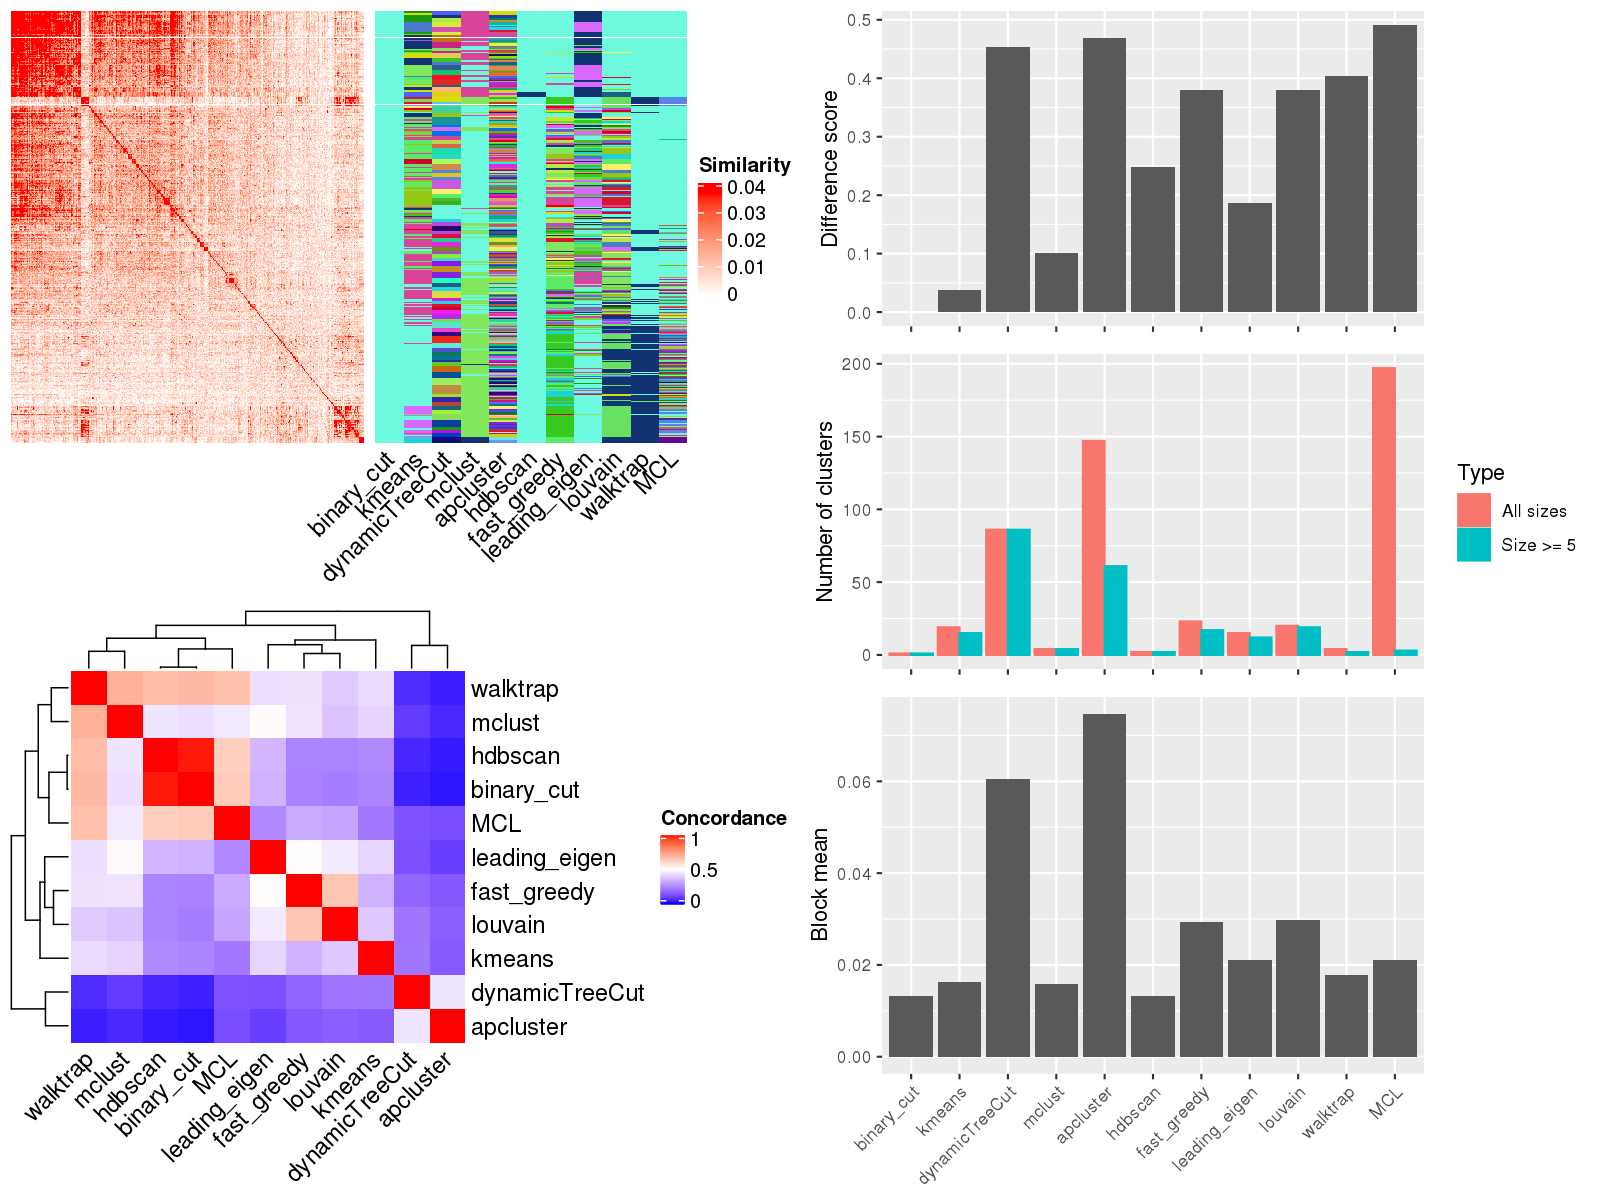 Similarity
0.04
0.03
0.02
0.01
0
binary_cut
kmeans
dynamicTreeCut
mclust
apcluster
hdbscan
fast_greedy
leading_eigen
louvain
walktrap
MCL
walktrap
mclust
hdbscan
binary_cut
MCL
leading_eigen
fast_greedy
louvain
kmeans
dynamicTreeCut
apcluster
walktrap
mclust
hdbscan
binary_cut
MCL
leading_eigen
fast_greedy
louvain
kmeans
dynamicTreeCut
apcluster
Concordance
1
0.5
0
Difference score
0.5
0.4
0.3
0.2
0.1
0.0
Number of clusters
200
150
100
50
0
Type
All sizes
Size >= 5
Block mean
0.06
0.04
0.02
0.00
binary_cut
kmeans
dynamicTreeCut
mclust
apcluster
hdbscan
fast_greedy
leading_eigen
louvain
walktrap
MCL